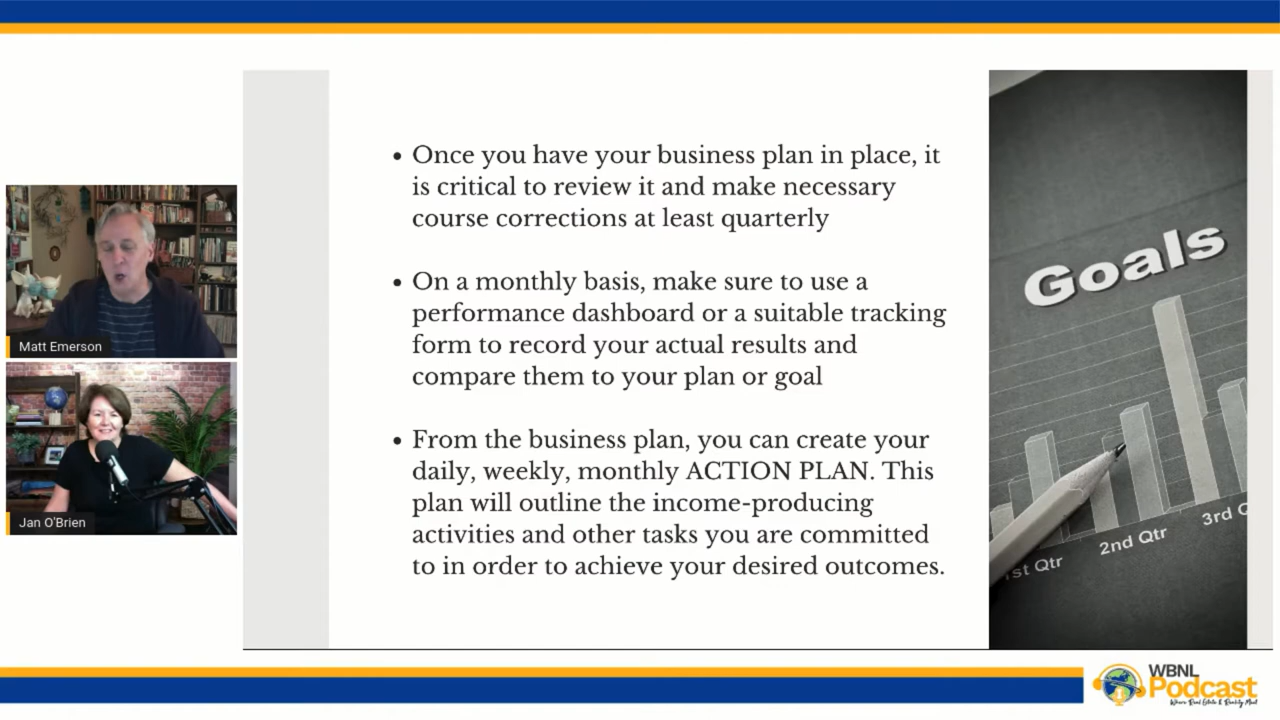 • Once you have your business plan in place, it
is critical to review it and make necessary
course corrections at least quarterly
• On a monthly basis, make sure to use a
performance dashboard or a suitable tracking
form to record your actual results and
compare them to your plan or goal
• From the business plan, you can create your
daily, weekly, monthly ACTION PLAN. This
plan will outline the income-producing
activities and other tasks you are committed
to in order to achieve your desired outcomes.
Matt Emerson
Jan O'Brien
Goals
1st Qtr
2nd Qtr
3rd Q
WBNL
Podcast
Where Real Estate & Reality Meet